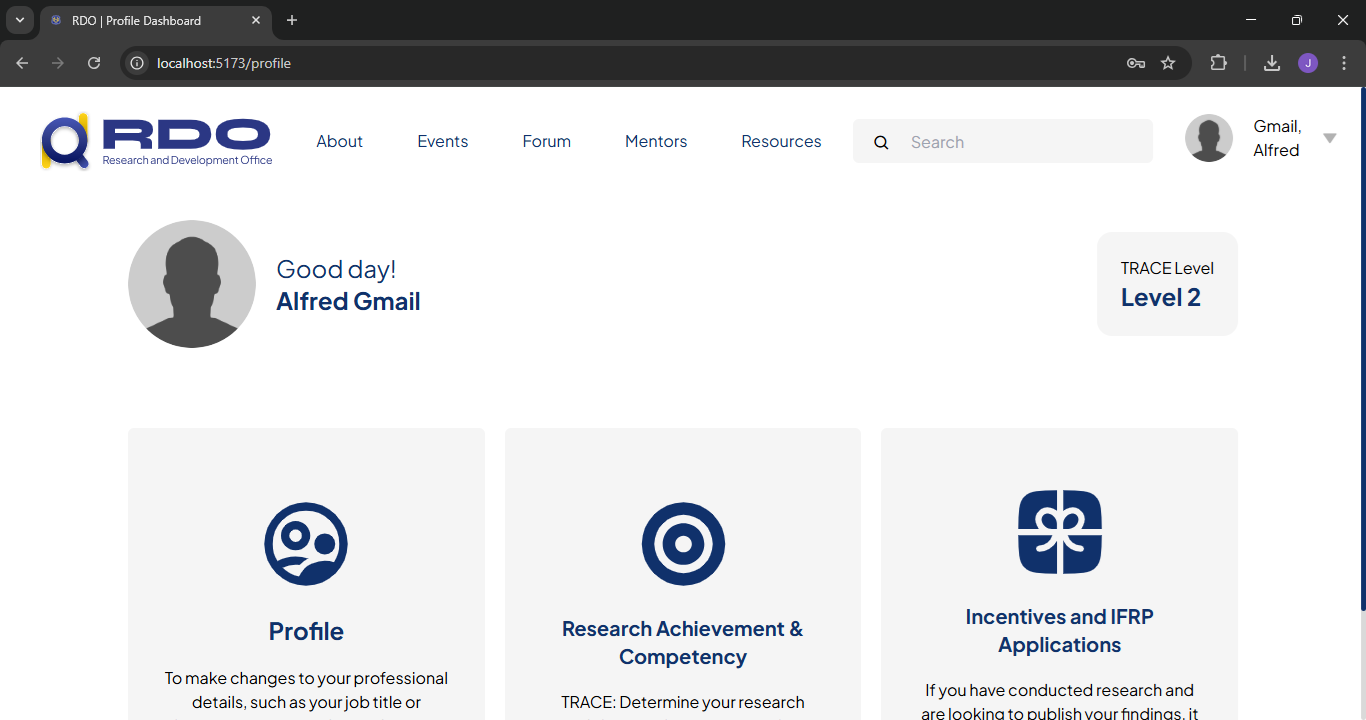 RDO | Profile Dashboard
localhost:5173/profile
J
RDO
Research and Development Office
About
Events
Forum
Mentors
Resources
Search
Gmail,
Alfred
Good day!
Alfred Gmail
TRACE Level
Level 2
Profile
To make changes to your professional
details, such as your job title or
Research Achievement &
Competency
TRACE: Determine your research
Incentives and IFRP
Applications
If you have conducted research and
are looking to publish your findings, it